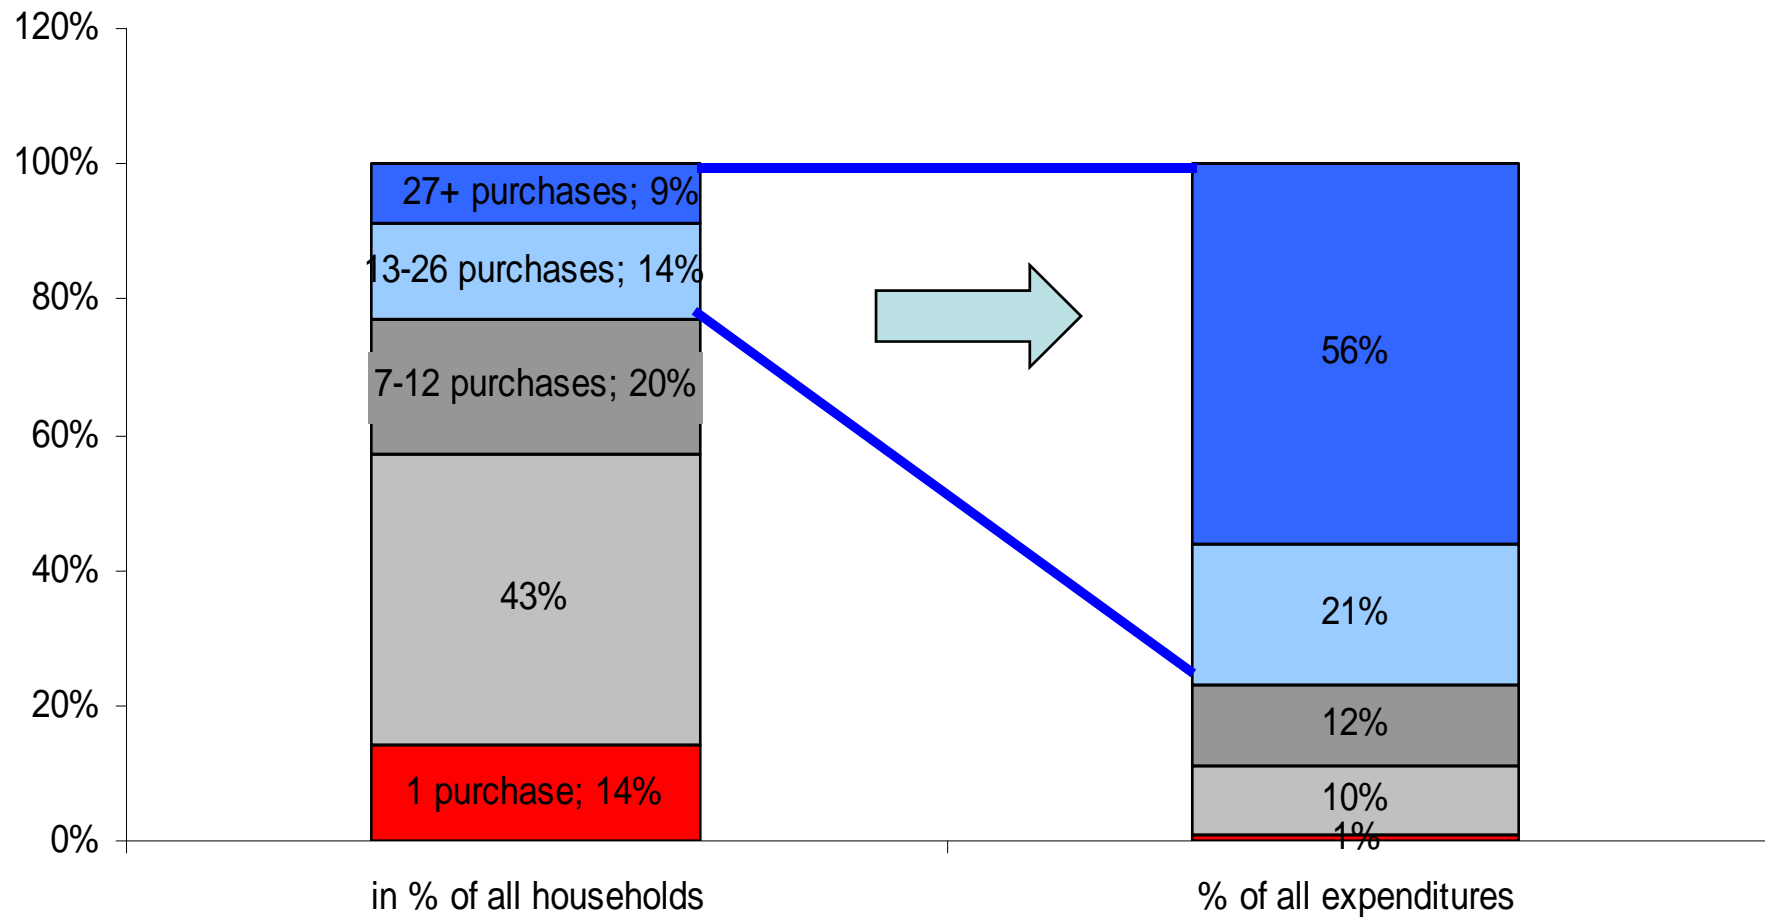 120%
100%
80%
60%
40%
20%
0%
27+ purchases; 9%
13-26 purchases; 14%
7-12 purchases; 20%
43%
1 purchase; 14%
56%
21%
12%
10%
1%
in % of all households
% of all expenditures